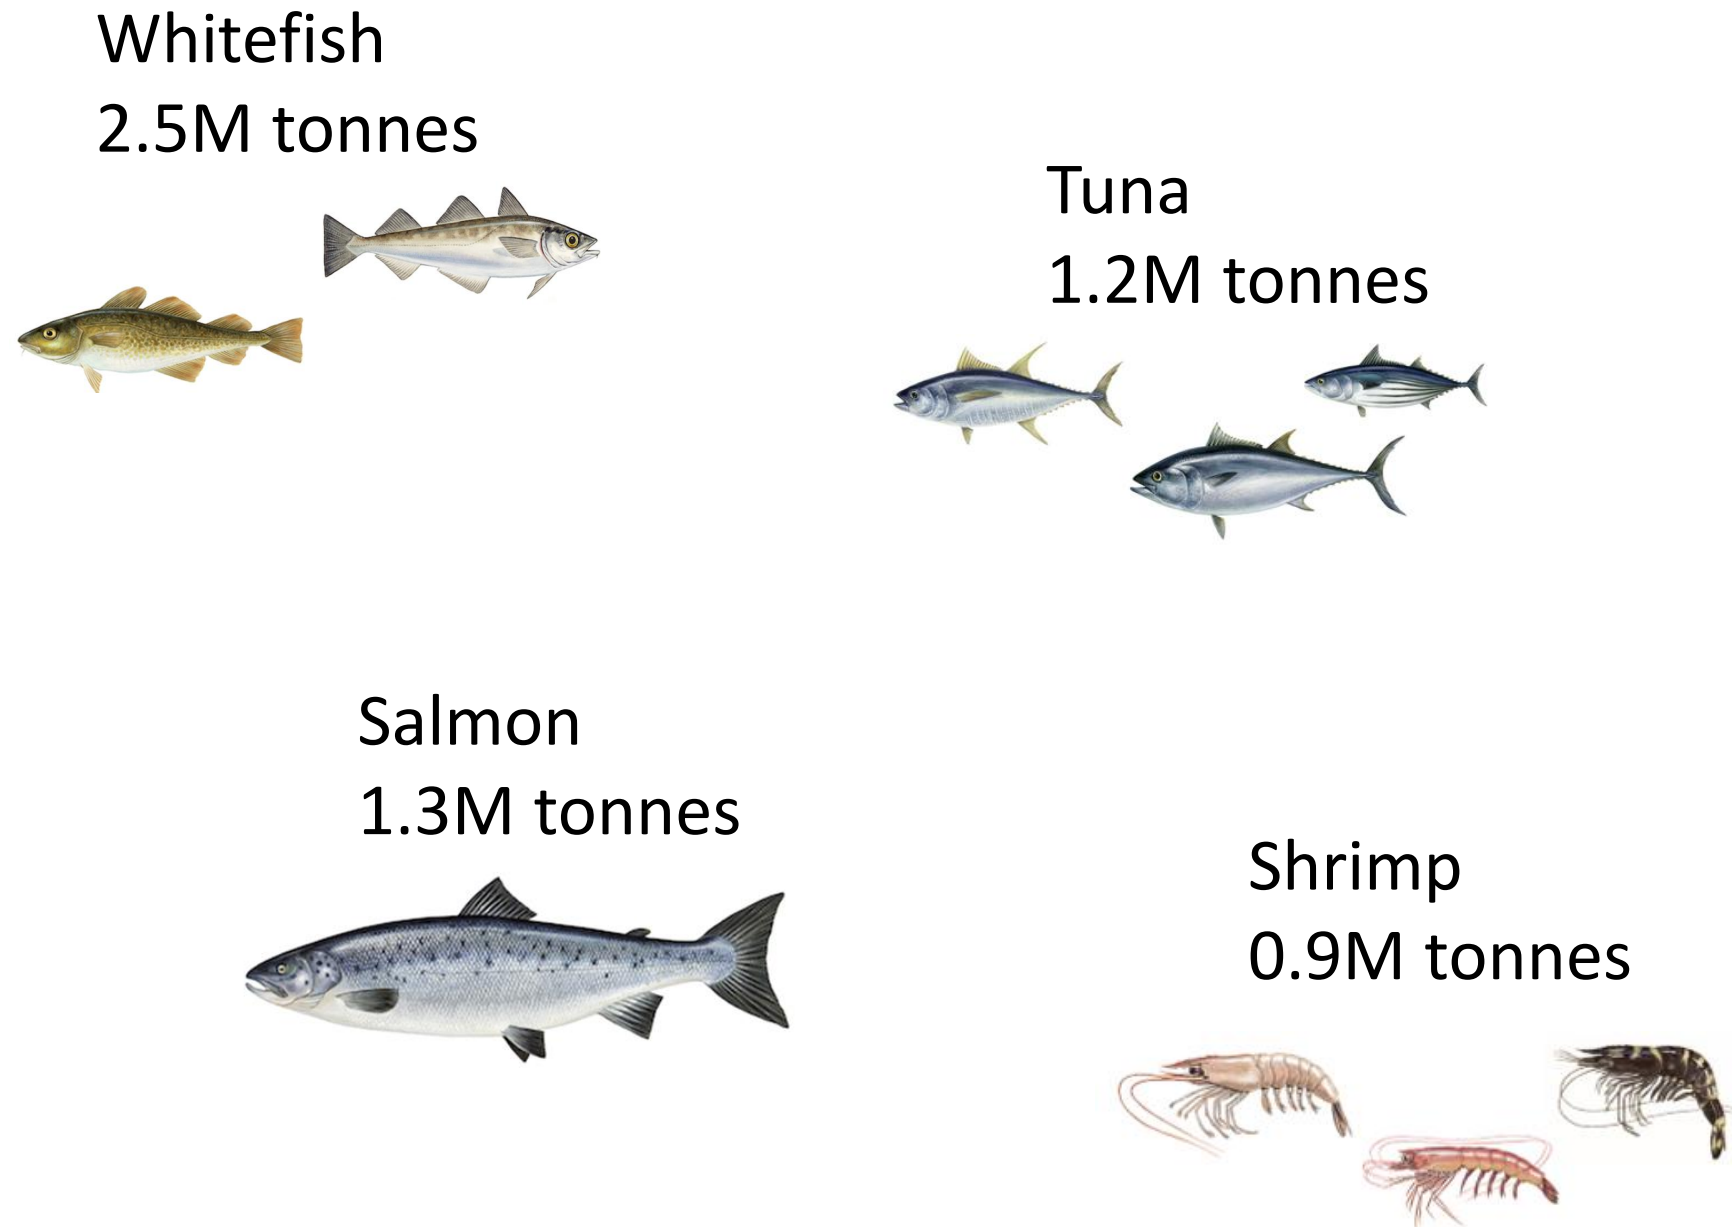 Whitefish
2.5M tonnes
Tuna
1.2M tonnes
Salmon
1.3M tonnes
Shrimp
0.9M tonnes